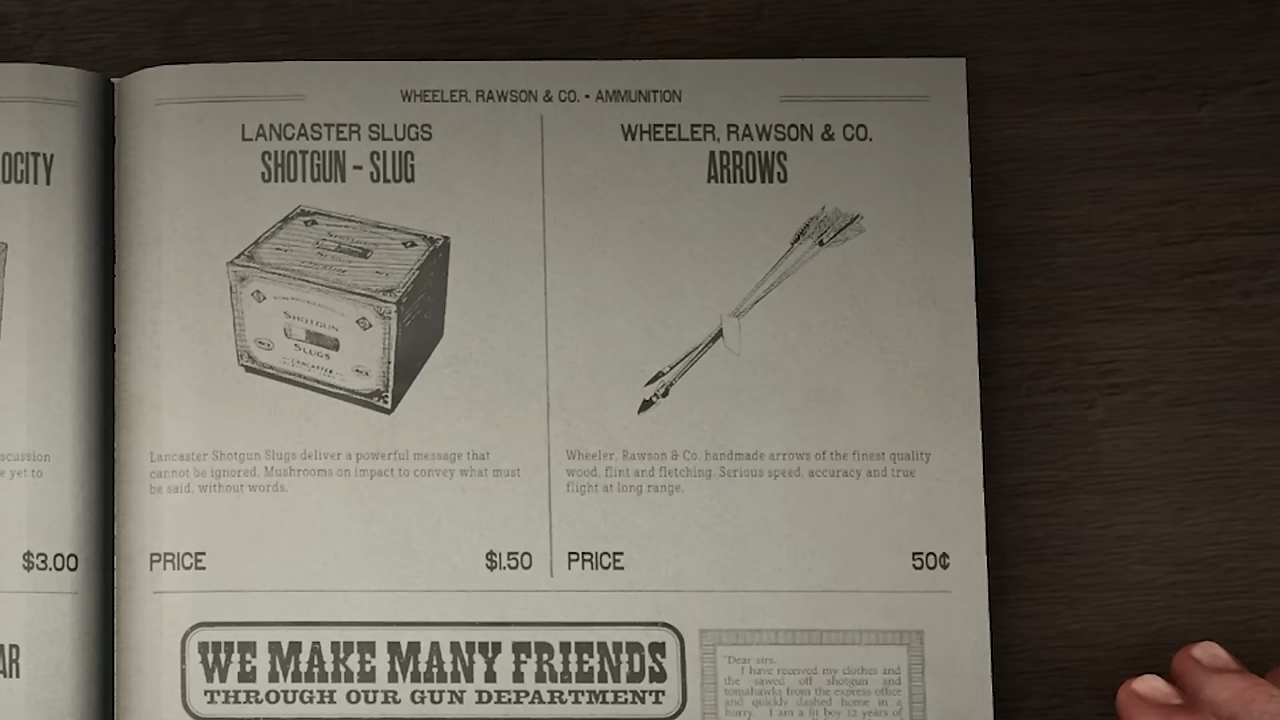 WHEELER, RAWSON & CO. - AMMUNITION
OCITY
scussion
e yet to
$3.00
AR
LANCASTER SLUGS
SHOTGUN - SLUG
SHOTGUN
SLUGS
SHOTGUN
SLUGS
LANCASTER
Lancaster Shotgun Slugs deliver a powerful message that
cannot be ignored. Mushrooms on impact to convey what must
be said, without words.
PRICE $1.50
WHEELER, RAWSON & CO.
ARROWS
Wheeler, Rawson & Co. handmade arrows of the finest quality
wood, flint and fletching. Serious speed, accuracy and true
flight at long range.
PRICE 50¢
WE MAKE MANY FRIENDS
THROUGH OUR GUN DEPARTMENT
"Dear sirs,
I have received my clothes and
the sawed off shotgun and
tomahawks from the express office
and quickly dashed home in a
hurry. I am a fit boy 12 years of